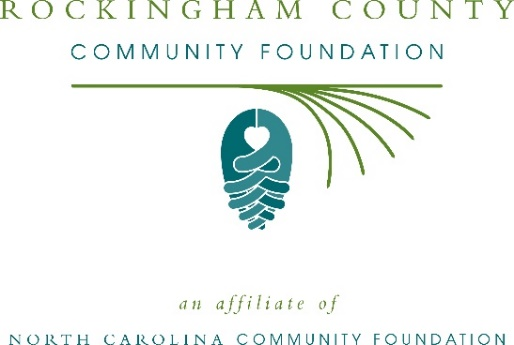 ROCKINGHAM COUNTY
COMMUNITY FOUNDATION
an affiliate of
NORTH CAROLINA COMMUNITY FOUNDATION